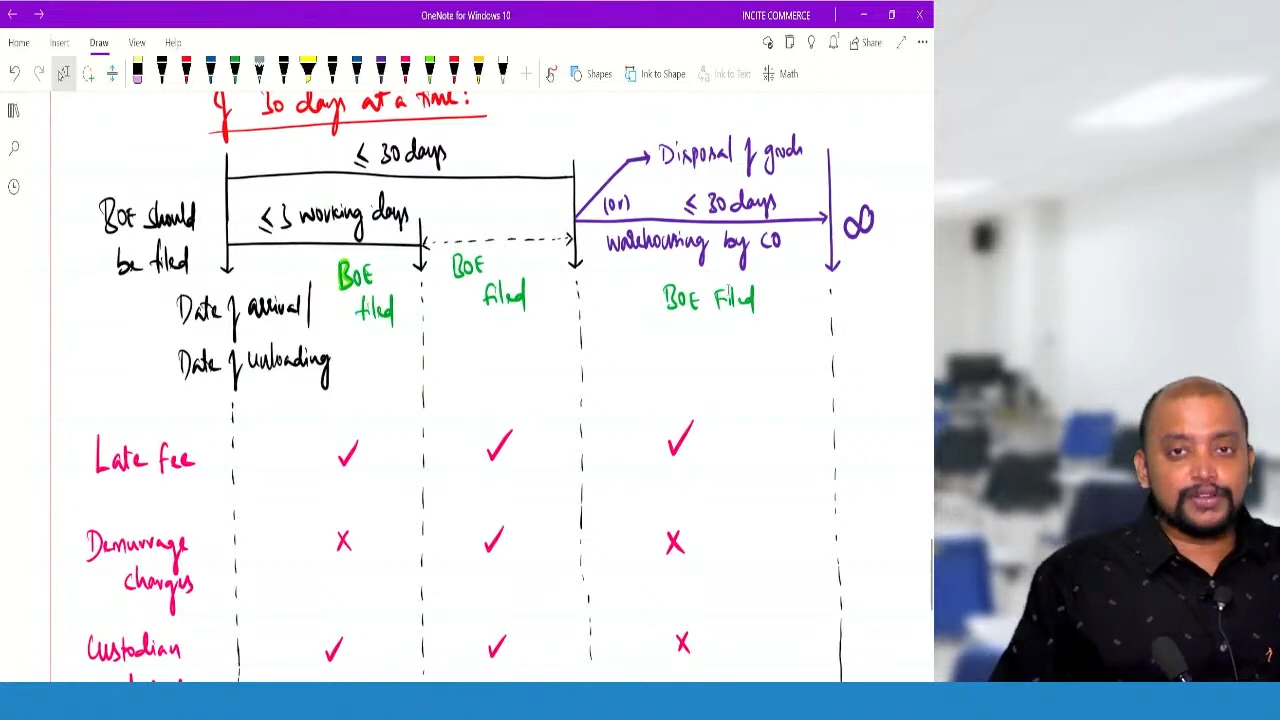 OneNote for Windows 10
INCITE COMMERCE
Home Insert Draw View Help
Share
Shapes Ink to Shape Ink to Text Math
of 30 days at a time:
≤ 30 days
Disposal of goods
BOE should be filed
≤ 3 working days
(or) ≤ 30 days
warehousing by CO
∞
BOE filed
BOE filed
BOE Filed
Date of arrival/
Date of unloading
Late fee ✓ ✓ ✓
Demurrage charges X ✓ X
Custodian ✓ ✓ X